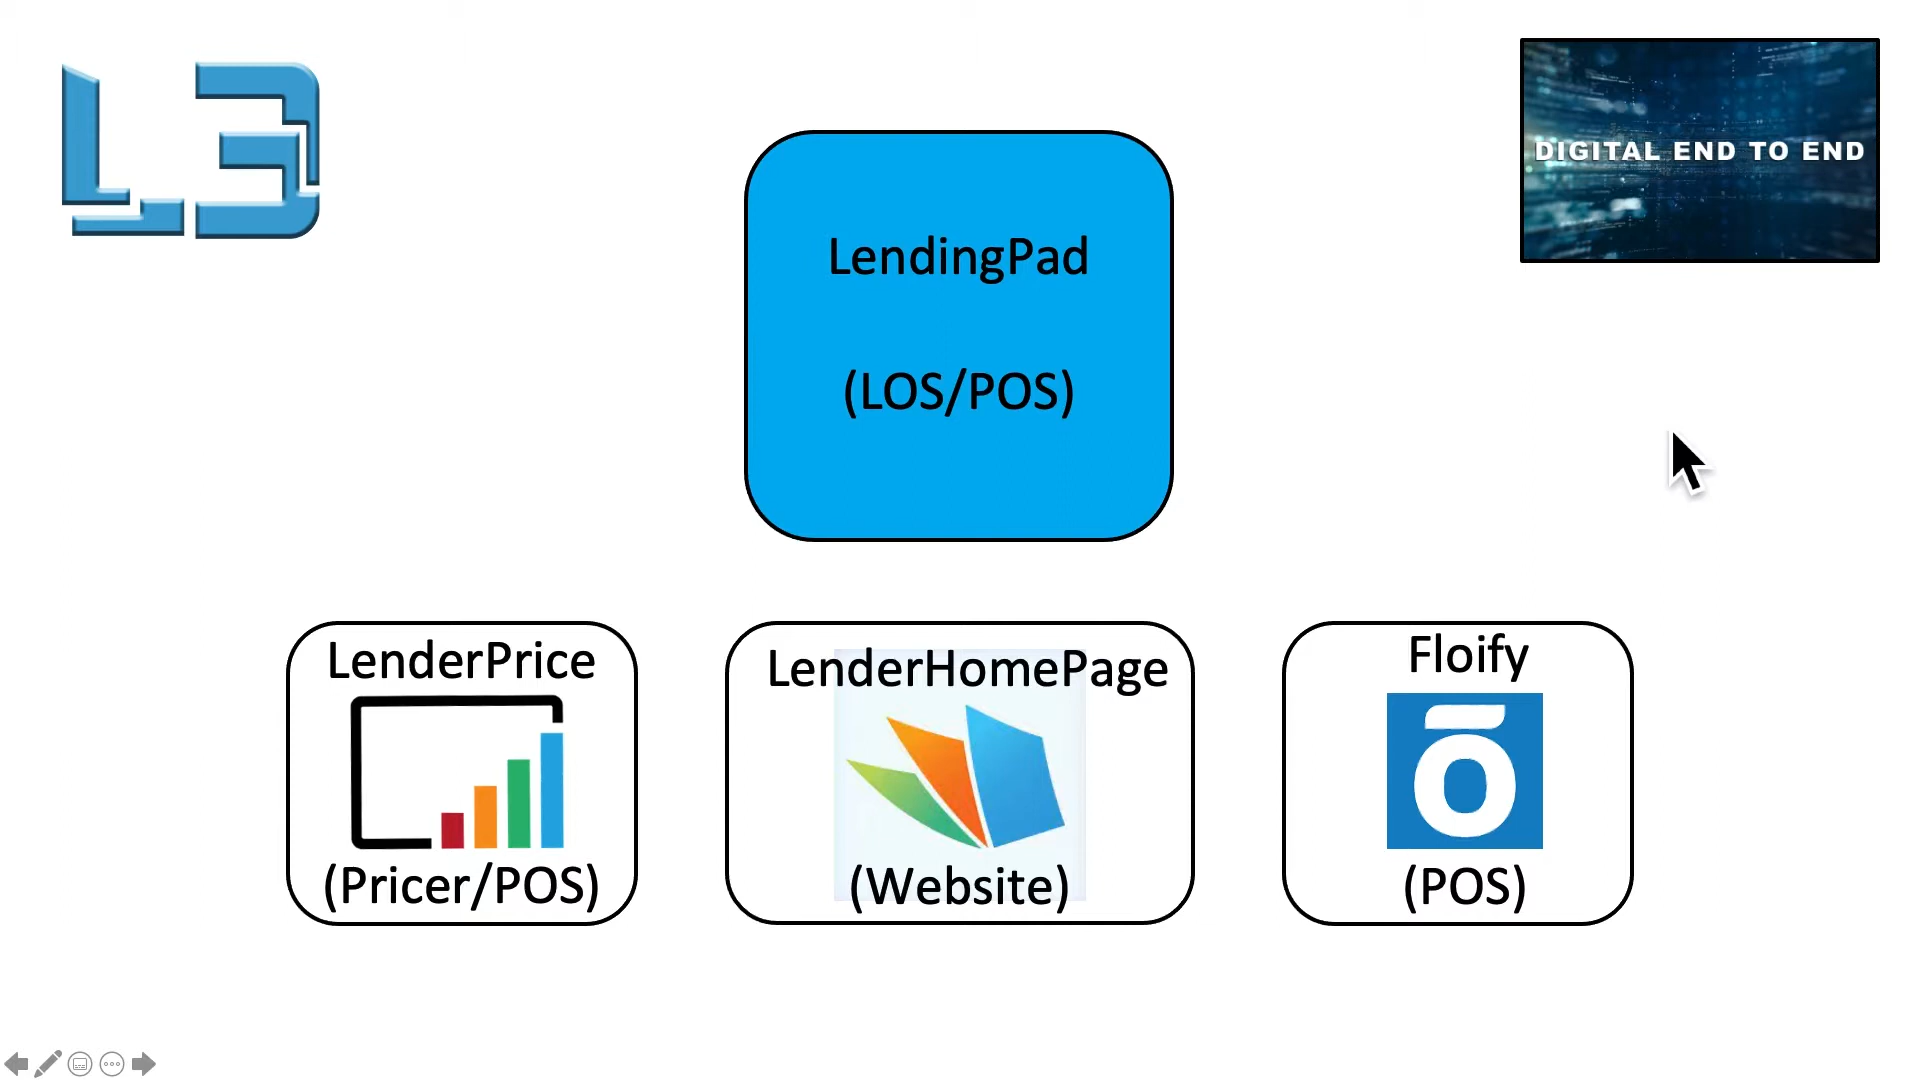 L3
DIGITAL END TO END
LendingPad
(LOS/POS)
LenderPrice
(Pricer/POS)
LenderHomePage
(Website)
Floify
ō
(POS)